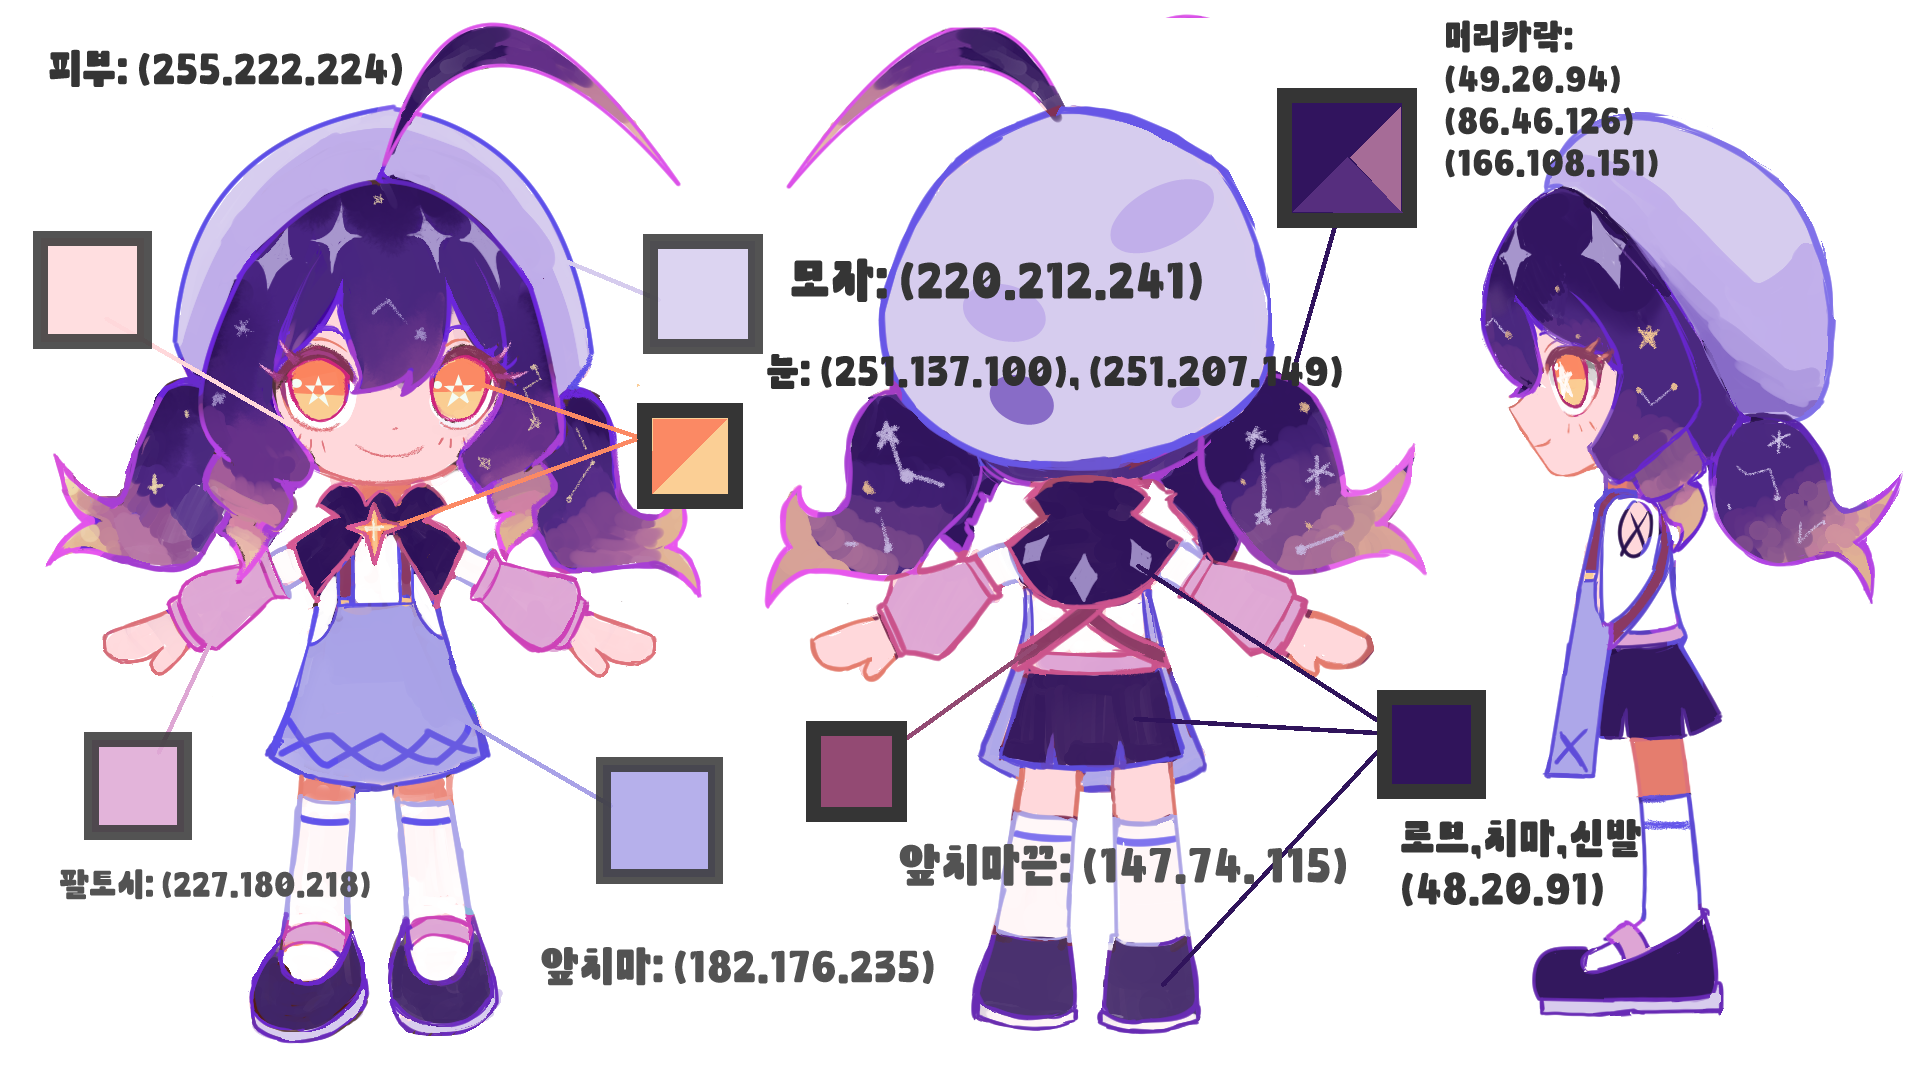 피부: (255.222.224)
머리카락:
(49.20.94)
(86.46.126)
(166.108.151)
모자: (220.212.241)
눈: (251.137.100), (251.207.149)
로브,치마,신발
(48.20.91)
앞치마끈: (147.74. 115)
팔토시: (227.180.218)
앞치마: (182.176.235)